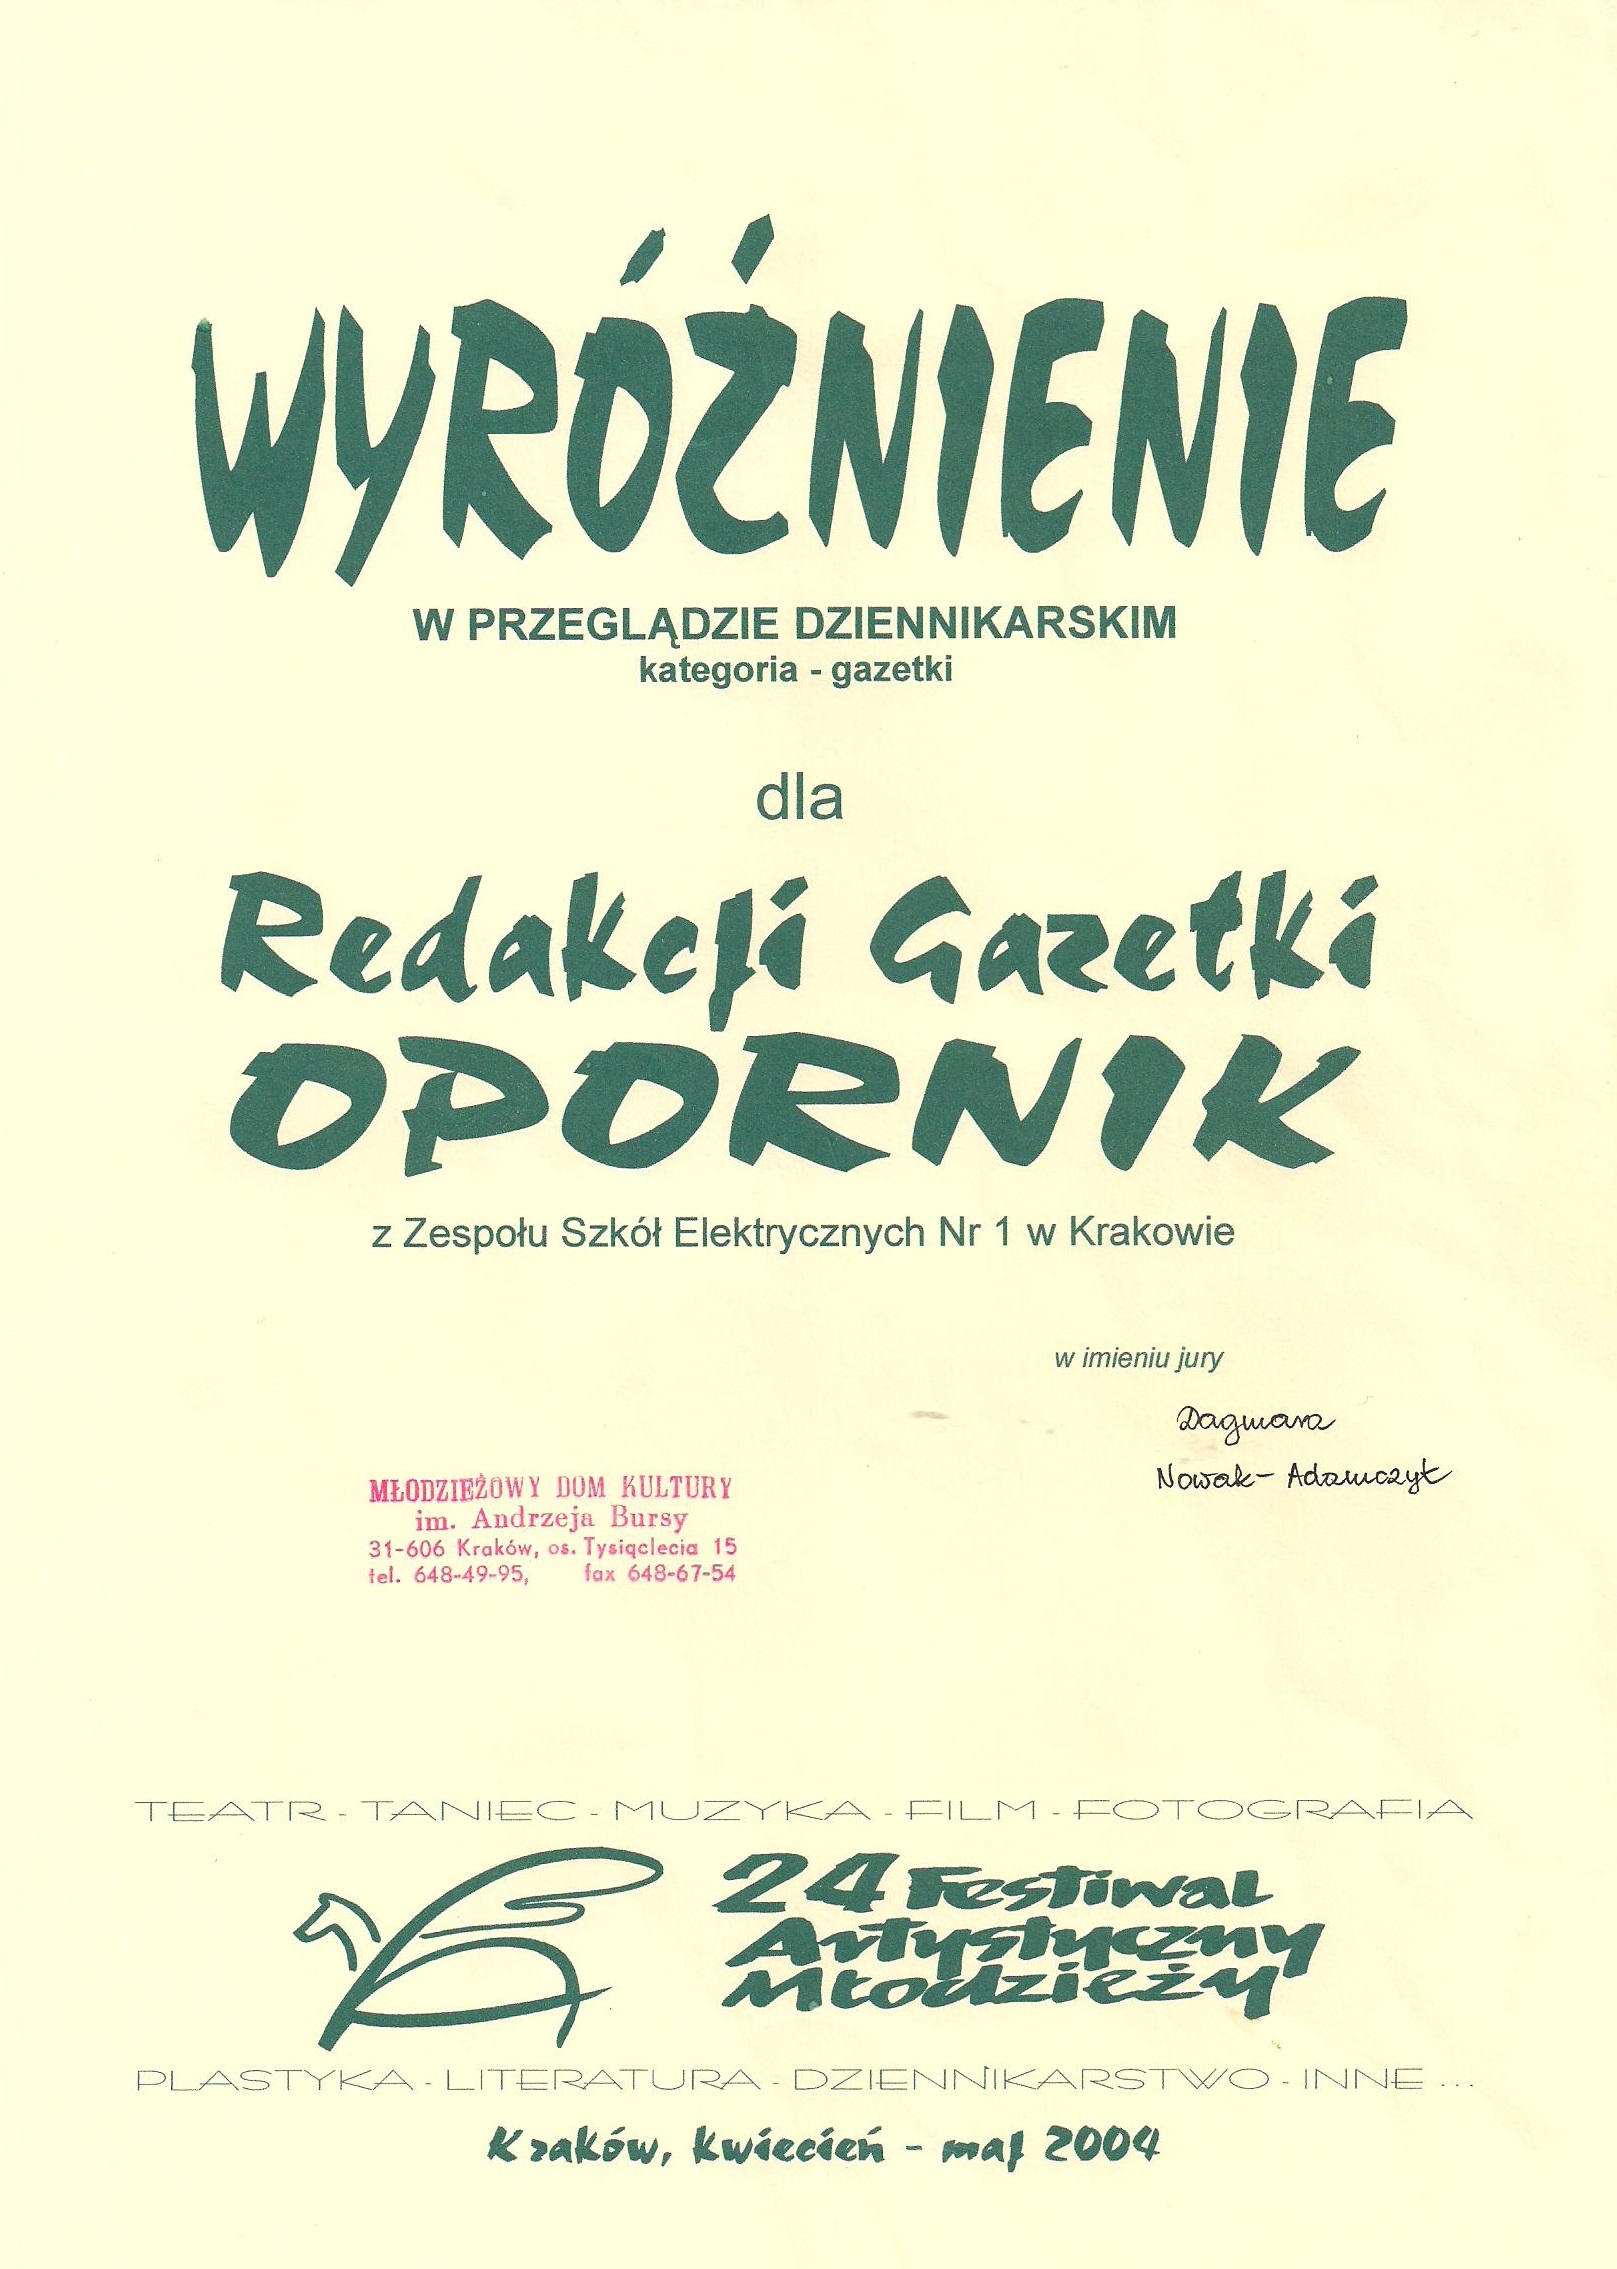 WYRÓŹNIENIE
W PRZEGLĄDZIE DZIENNIKARSKIM
kategoria - gazetki
dla
Redakcji Gazetki
OPORNIK
z Zespołu Szkół Elektrycznych Nr 1 w Krakowie
w imieniu jury
Dagmara
Nowak-Adamczyk
MŁODZIEŻOWY DOM KULTURY
im. Andrzeja Bursy
31-606 Kraków, os. Tysiąclecia 15
tel. 648-49-95, fax 648-67-54
TEATR - TANIEC - MUZYKA - FILM - FOTOGRAFIA
24 Festiwal
Artystyczny
Młodzieży
PLASTYKA - LITERATURA - DZIENNIKARSTWO - INNE ...
Kraków, kwiecień - maj 2004